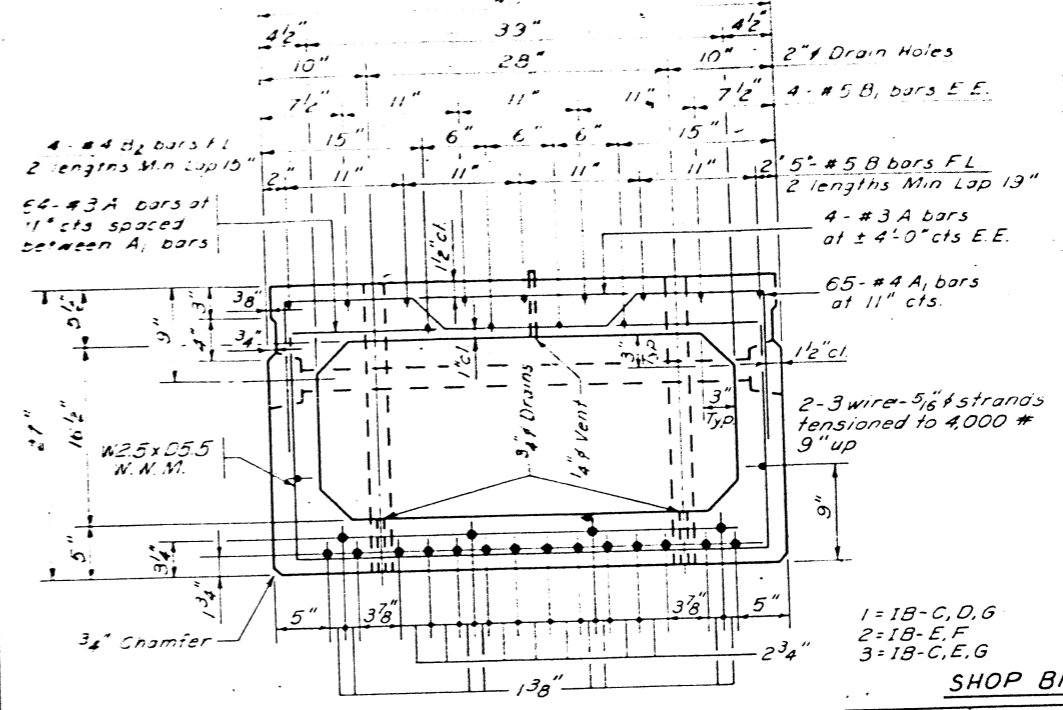 4½" 33" 4½"
10" 28" 10"
2"ø Drain Holes
7½" 11" 11" 11" 7½"
4 - #5 B₁ bars E.E.
15" 6" 6" 6" 15"
4 - #4 B₂ bars F.L.
2 lengths Min Lap 15"
2" 11" 11" 11" 11" 2"
5 - #5 B bars F.L
2 lengths Min Lap 19"
64 - #3 A bars at
11" cts spaced
between A₁ bars
4 - #3 A bars
at ± 4'-0" cts E.E.
1½" cl.
65 - #4 A₁ bars
at 11" cts.
5½"
9"
3"
4"
3/8"
3/4"
1"cl
3"
Typ.
1½" cl.
3"
Typ.
27"
16½"
5"
3¼"
1¾"
W2.5 x D5.5
W.W.M.
¾"ø Drains
¼"ø Vent
2-3 wire-5/16"ø strands
tensioned to 4,000 #
9" up
9"
5" 3⅞" 3⅞" 5"
¾" Chamfer
2¾"
1⅜"
1 = IB-C, D, G
2 = IB-E, F
3 = IB-C, E, G
SHOP